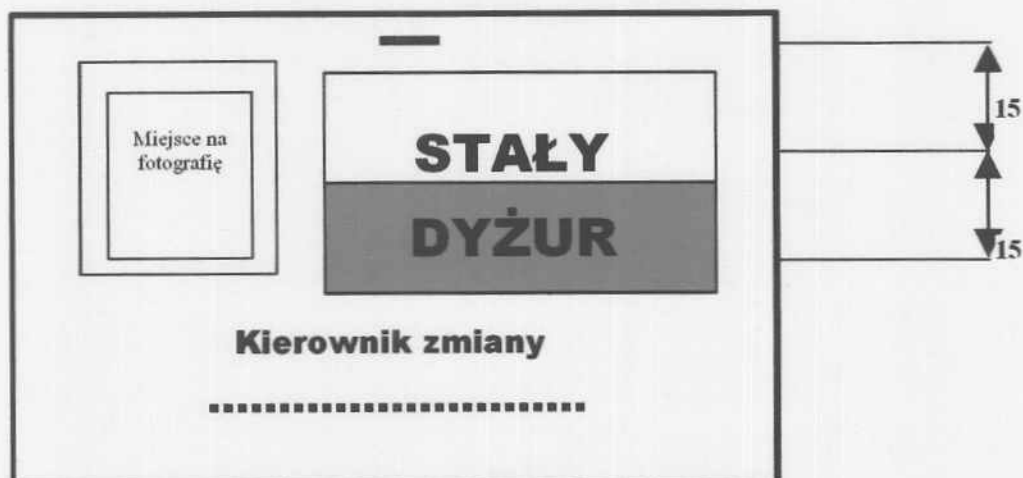 Miejsce na
fotografię
STAŁY
DYŻUR
Kierownik zmiany
15
15